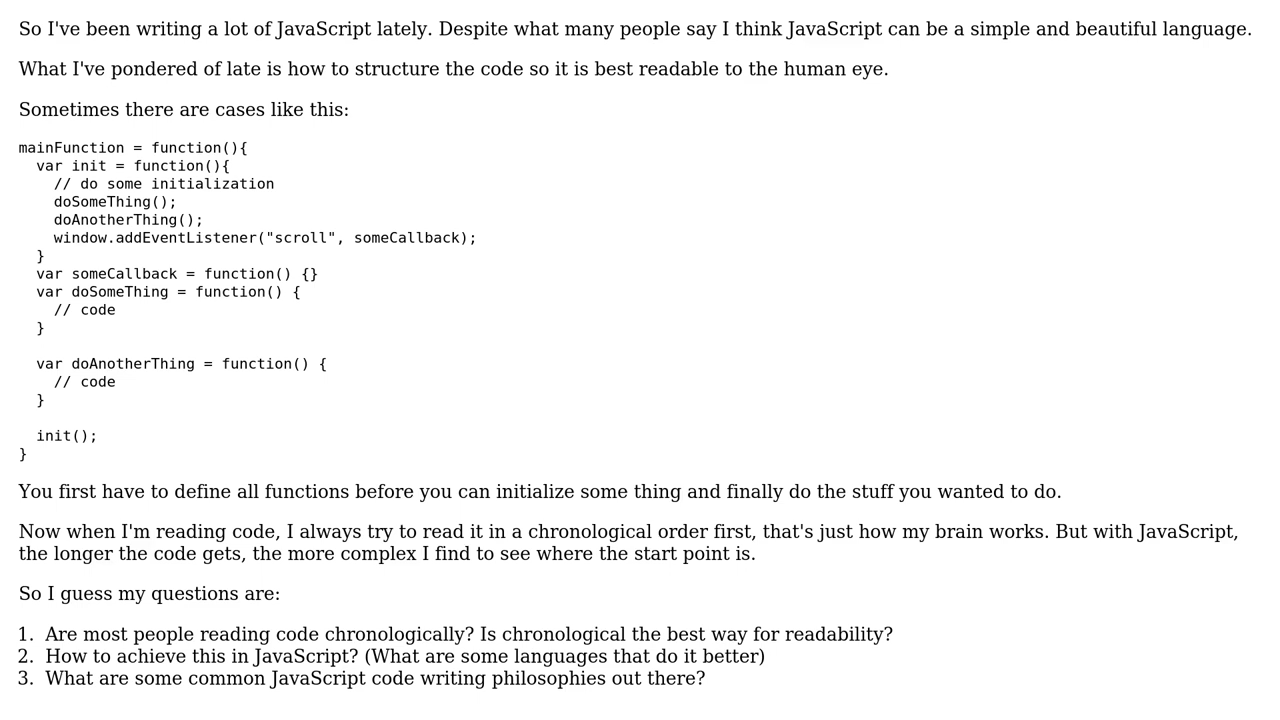 So I've been writing a lot of JavaScript lately. Despite what many people say I think JavaScript can be a simple and beautiful language.
What I've pondered of late is how to structure the code so it is best readable to the human eye.
Sometimes there are cases like this:
mainFunction = function(){
  var init = function(){
    // do some initialization
    doSomeThing();
    doAnotherThing();
    window.addEventListener("scroll", someCallback);
  }
  var someCallback = function() {}
  var doSomeThing = function() {
    // code
  }

  var doAnotherThing = function() {
    // code
  }

  init();
}
You first have to define all functions before you can initialize some thing and finally do the stuff you wanted to do.
Now when I'm reading code, I always try to read it in a chronological order first, that's just how my brain works. But with JavaScript,
the longer the code gets, the more complex I find to see where the start point is.
So I guess my questions are:
1. Are most people reading code chronologically? Is chronological the best way for readability?
2. How to achieve this in JavaScript? (What are some languages that do it better)
3. What are some common JavaScript code writing philosophies out there?